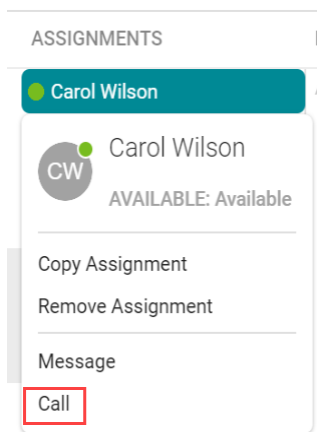 ASSIGNMENTS
Carol Wilson
CW
Carol Wilson
AVAILABLE: Available
Copy Assignment
Remove Assignment
Message
Call